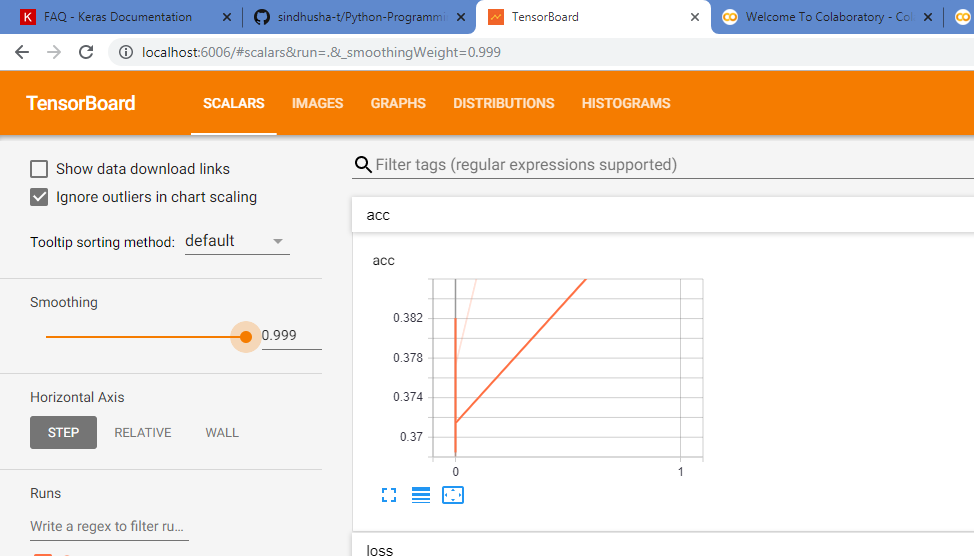 FAQ - Keras Documentation
sindhusha-t/Python-Programmi
TensorBoard
Welcome To Colaboratory - Col
localhost:6006/#scalars&run=.&_smoothingWeight=0.999
TensorBoard
SCALARS
IMAGES
GRAPHS
DISTRIBUTIONS
HISTOGRAMS
Show data download links
Ignore outliers in chart scaling
Tooltip sorting method: default
Smoothing
0.999
Horizontal Axis
STEP
RELATIVE
WALL
Runs
Write a regex to filter ru...
Filter tags (regular expressions supported)
acc
acc
0.382
0.378
0.374
0.37
0
1
loss